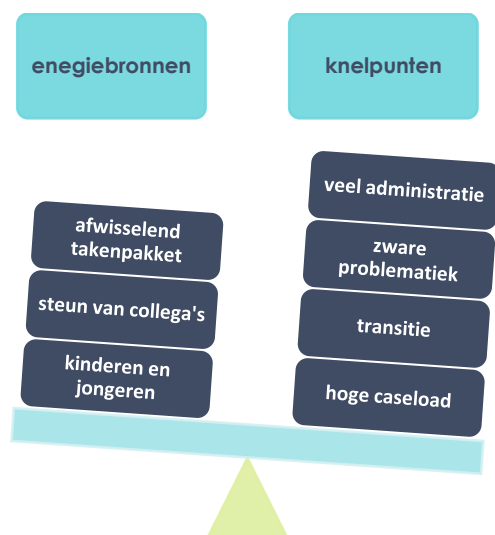 enegiebronnen
knelpunten
afwisselend
takenpakket
steun van collega's
kinderen en
jongeren
veel administratie
zware
problematiek
transitie
hoge caseload